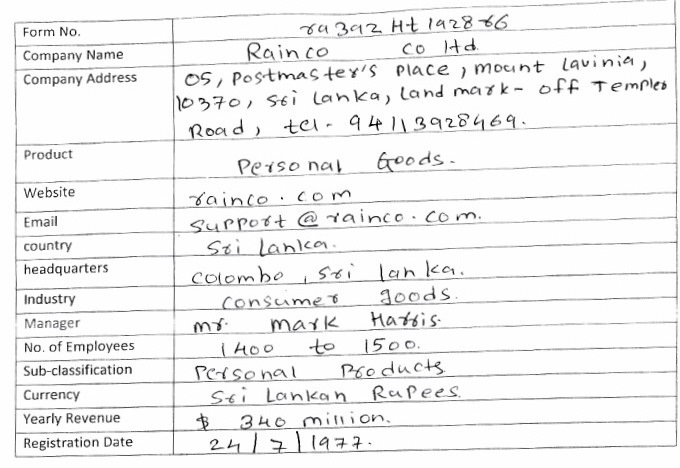 Form No. ra392 Ht 192866
Company Name Rainco co ltd.
Company Address 05, Postmaster's Place, mount lavinia,
10370, Sri Lanka, Land mark- off Temples
Road, tel- 94113928469.
Product Personal Goods.
Website rainco.com
Email support@rainco.com.
country Sri Lanka.
headquarters colombo, Sri lanka.
Industry consumer goods.
Manager mr. mark Harris.
No. of Employees 1400 to 1500.
Sub-classification Personal Products
Currency Sri Lankan Rupees.
Yearly Revenue $ 340 million.
Registration Date 24/7/1977.